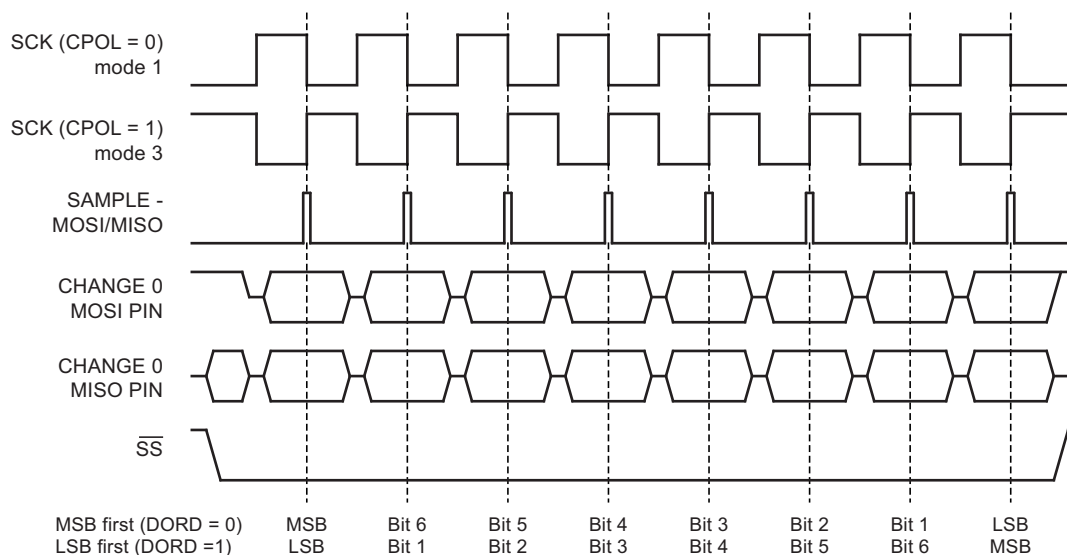 SCK (CPOL = 0)
mode 1
SCK (CPOL = 1)
mode 3
SAMPLE -
MOSI/MISO
CHANGE 0
MOSI PIN
CHANGE 0
MISO PIN
SS
MSB first (DORD = 0) MSB Bit 6 Bit 5 Bit 4 Bit 3 Bit 2 Bit 1 LSB
LSB first (DORD =1) LSB Bit 1 Bit 2 Bit 3 Bit 4 Bit 5 Bit 6 MSB